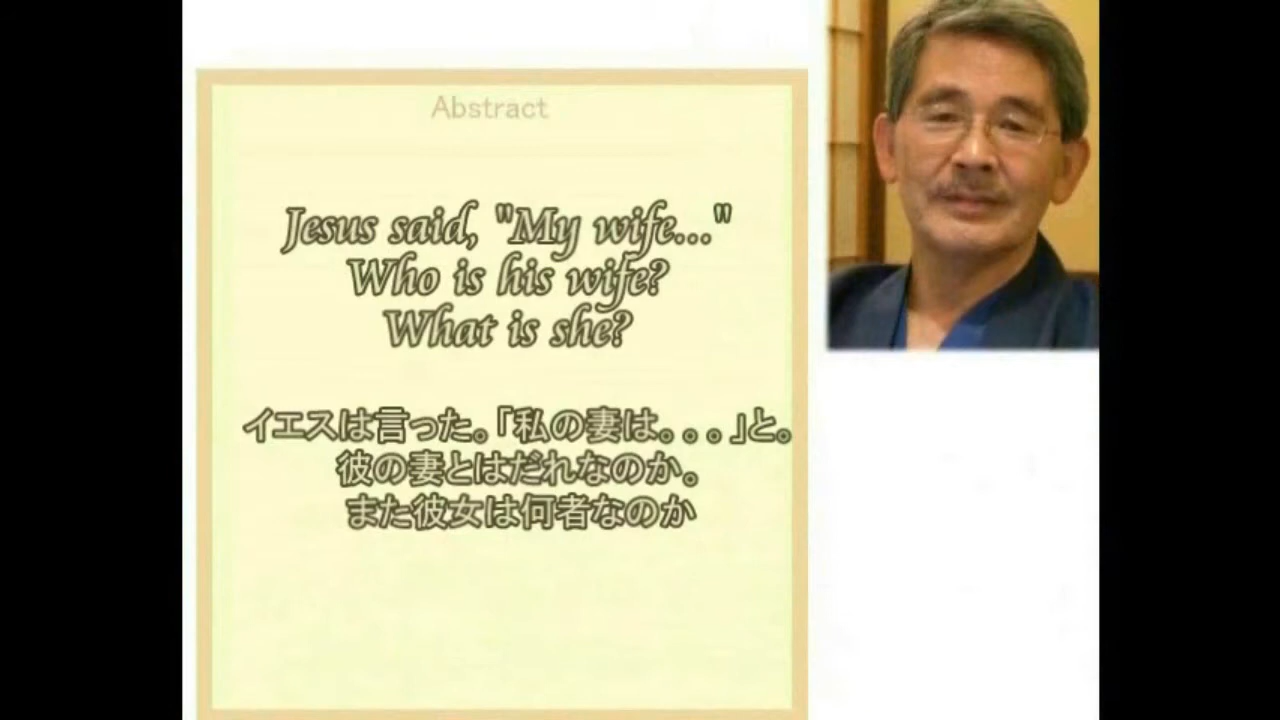 Abstract
Jesus said, "My wife..."
Who is his wife?
What is she?
イエスは言った。「私の妻は。。。」と。
彼の妻とはだれなのか。
また彼女は何者なのか